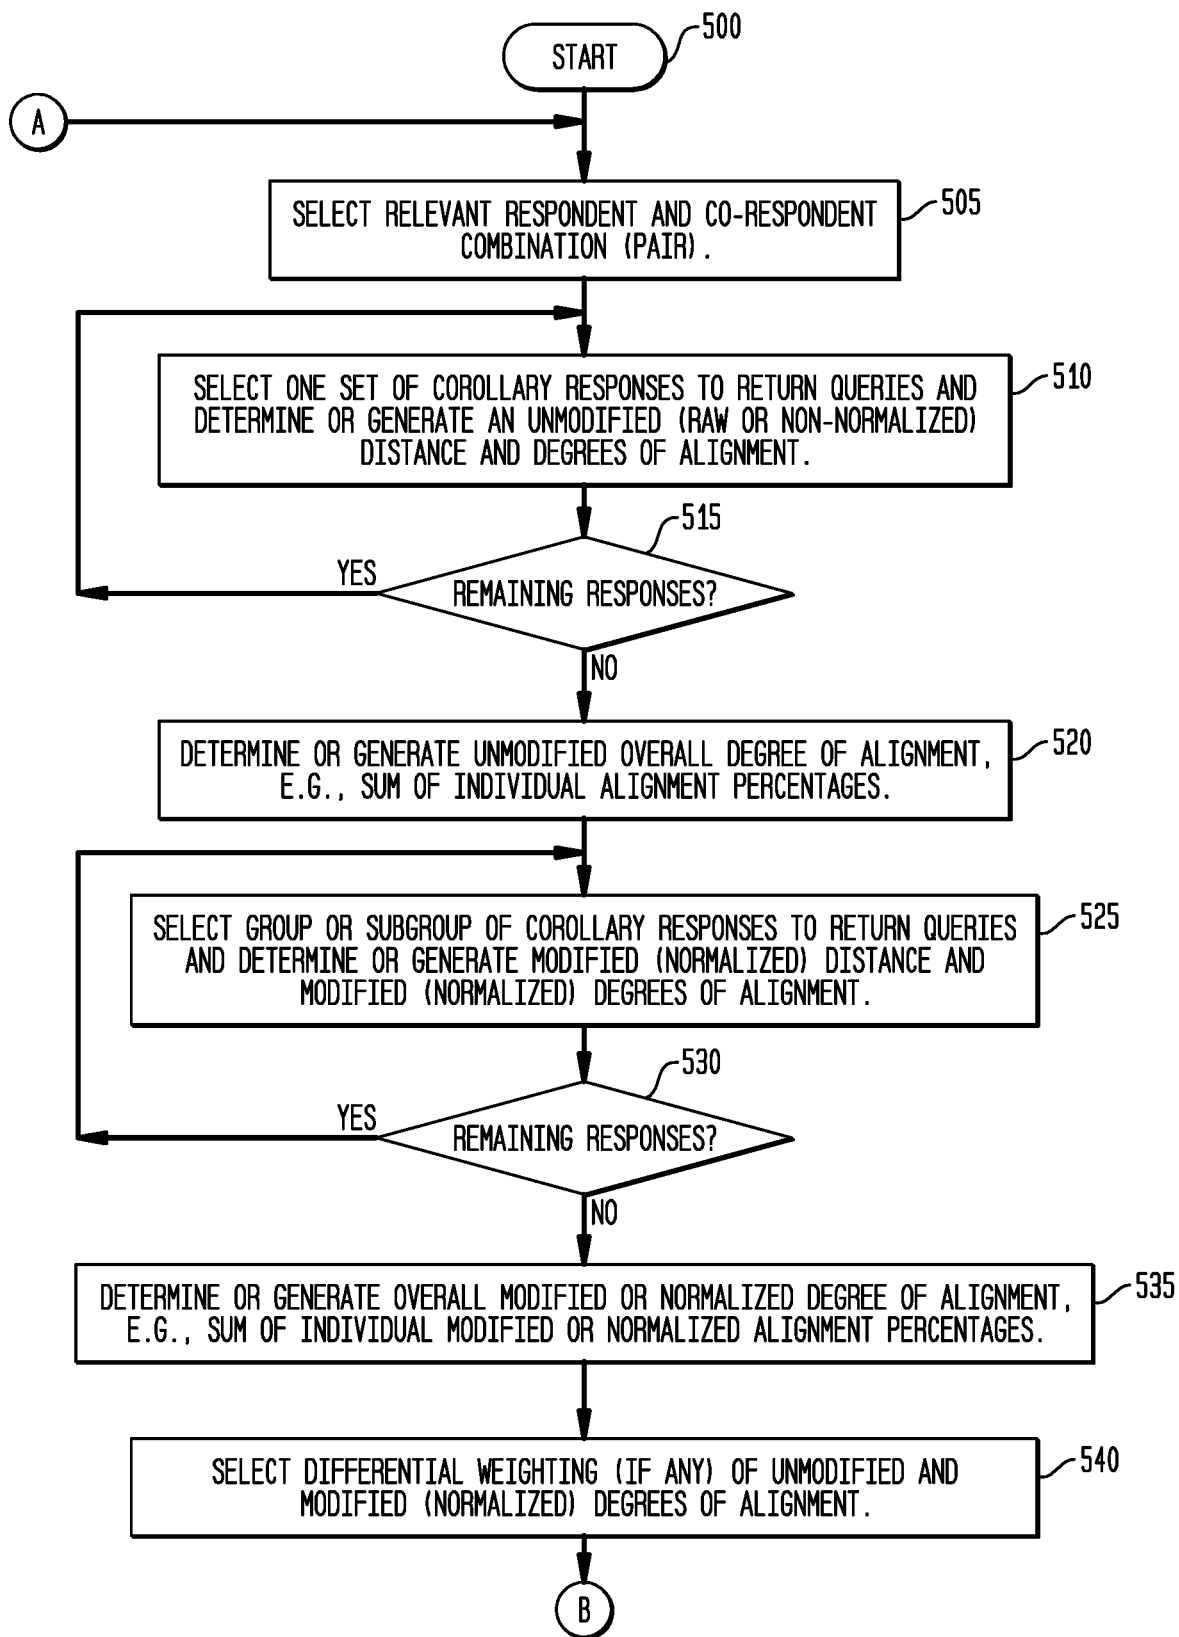 START
500
A
SELECT RELEVANT RESPONDENT AND CO-RESPONDENT
COMBINATION (PAIR).
505
SELECT ONE SET OF COROLLARY RESPONSES TO RETURN QUERIES AND
DETERMINE OR GENERATE AN UNMODIFIED (RAW OR NON-NORMALIZED)
DISTANCE AND DEGREES OF ALIGNMENT.
510
515
YES
REMAINING RESPONSES?
NO
DETERMINE OR GENERATE UNMODIFIED OVERALL DEGREE OF ALIGNMENT,
E.G., SUM OF INDIVIDUAL ALIGNMENT PERCENTAGES.
520
SELECT GROUP OR SUBGROUP OF COROLLARY RESPONSES TO RETURN QUERIES
AND DETERMINE OR GENERATE MODIFIED (NORMALIZED) DISTANCE AND
MODIFIED (NORMALIZED) DEGREES OF ALIGNMENT.
525
530
YES
REMAINING RESPONSES?
NO
DETERMINE OR GENERATE OVERALL MODIFIED OR NORMALIZED DEGREE OF ALIGNMENT,
E.G., SUM OF INDIVIDUAL MODIFIED OR NORMALIZED ALIGNMENT PERCENTAGES.
535
SELECT DIFFERENTIAL WEIGHTING (IF ANY) OF UNMODIFIED AND
MODIFIED (NORMALIZED) DEGREES OF ALIGNMENT.
540
B